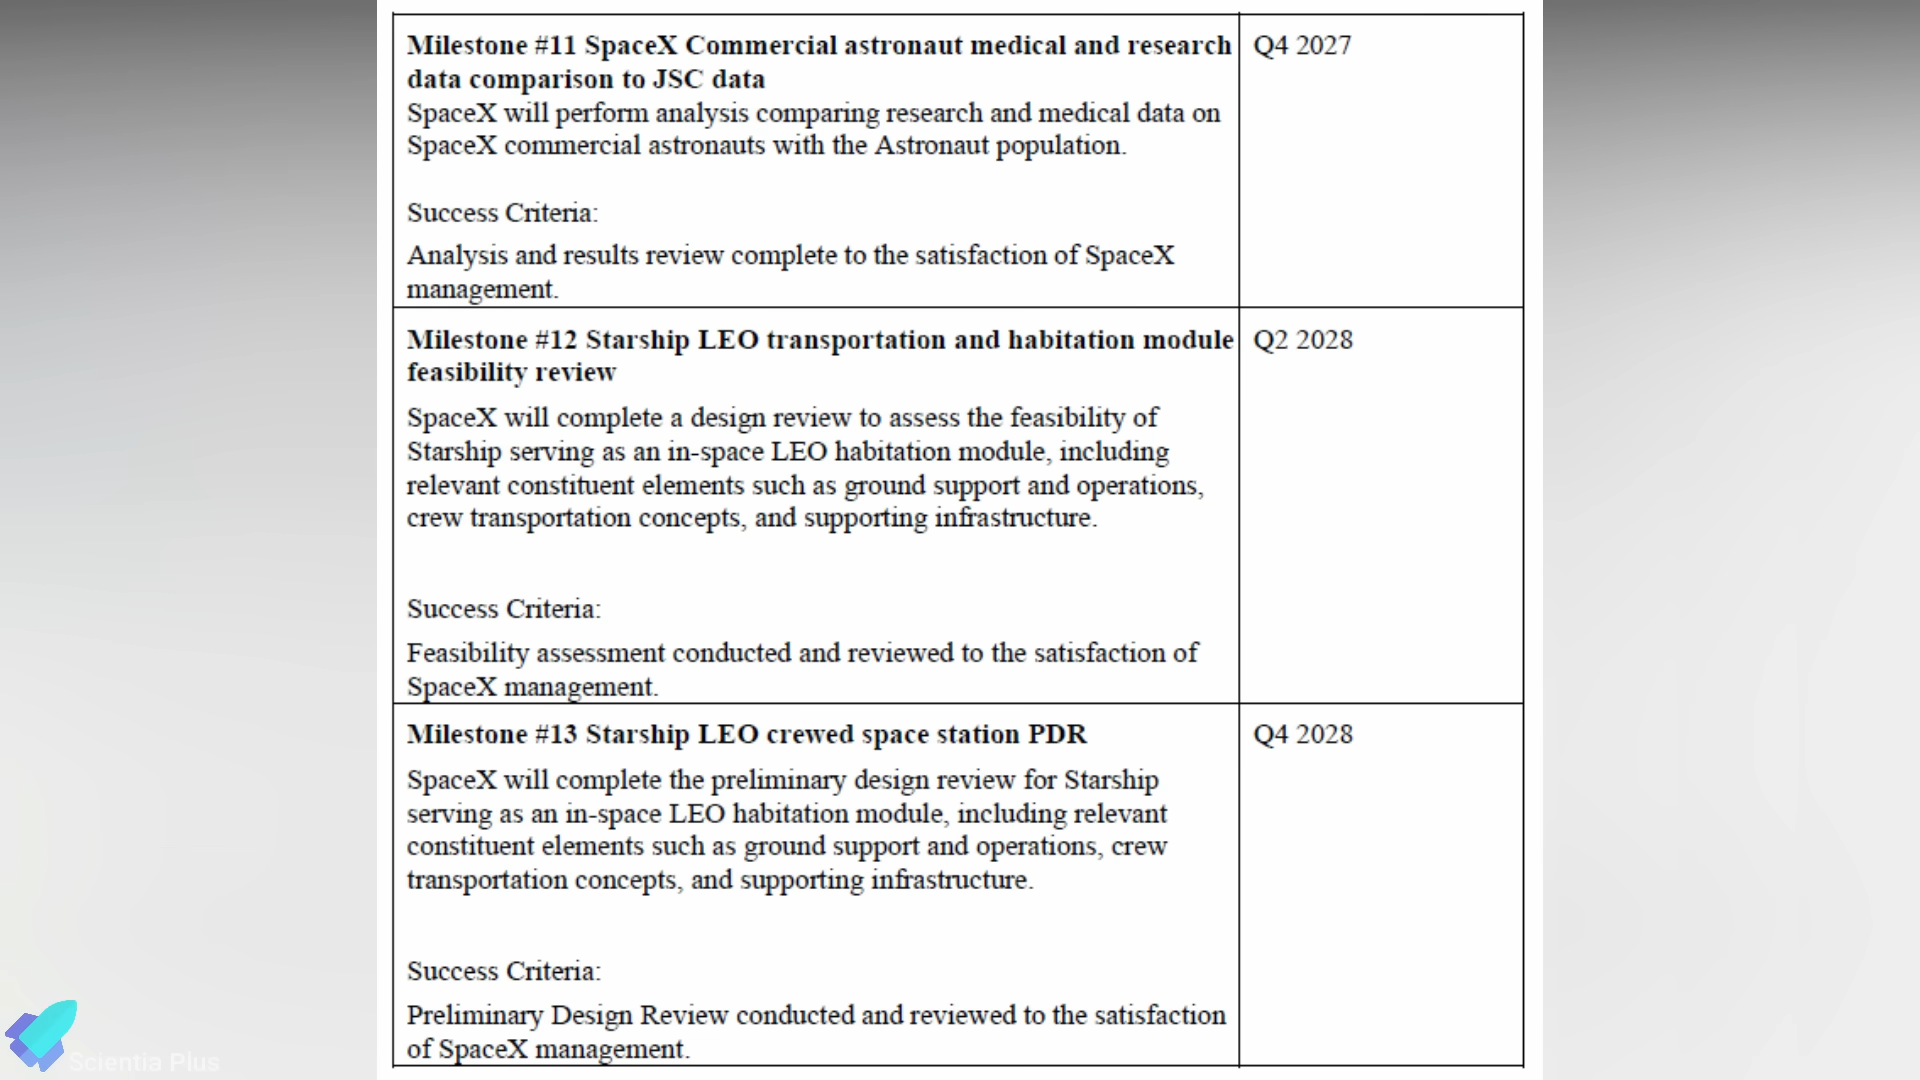 Milestone #11 SpaceX Commercial astronaut medical and research
Q4 2027
data comparison to JSC data
SpaceX will perform analysis comparing research and medical data on
SpaceX commercial astronauts with the Astronaut population.
Success Criteria:
Analysis and results review complete to the satisfaction of SpaceX
management.
Milestone #12 Starship LEO transportation and habitation module
Q2 2028
feasibility review
SpaceX will complete a design review to assess the feasibility of
Starship serving as an in-space LEO habitation module, including
relevant constituent elements such as ground support and operations,
crew transportation concepts, and supporting infrastructure.
Success Criteria:
Feasibility assessment conducted and reviewed to the satisfaction of
SpaceX management.
Milestone #13 Starship LEO crewed space station PDR
Q4 2028
SpaceX will complete the preliminary design review for Starship
serving as an in-space LEO habitation module, including relevant
constituent elements such as ground support and operations, crew
transportation concepts, and supporting infrastructure.
Success Criteria:
Preliminary Design Review conducted and reviewed to the satisfaction
of SpaceX management.
Scientia Plus